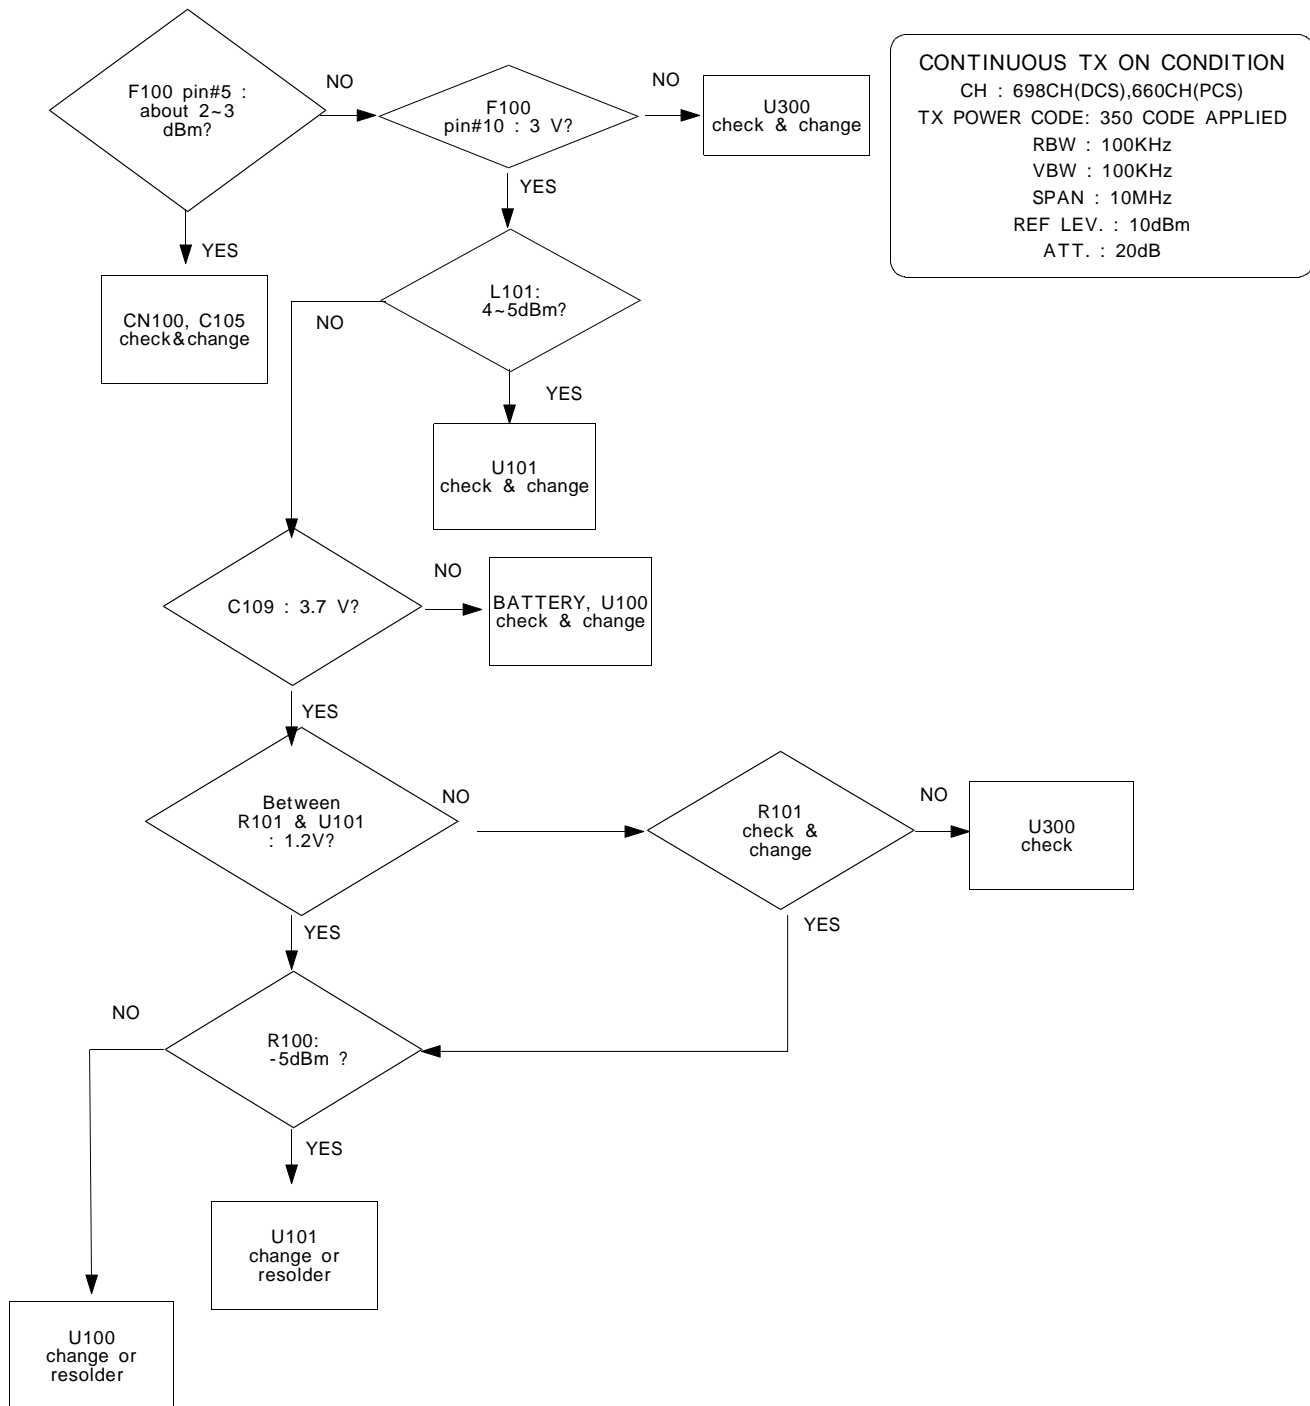 F100 pin#5 :
about 2~3
dBm?
NO
F100
pin#10 : 3 V?
NO
U300
check & change
CONTINUOUS TX ON CONDITION
CH : 698CH(DCS),660CH(PCS)
TX POWER CODE: 350 CODE APPLIED
RBW : 100KHz
VBW : 100KHz
SPAN : 10MHz
REF LEV. : 10dBm
ATT. : 20dB
YES
YES
CN100, C105
check&change
L101:
4~5dBm?
NO
YES
U101
check & change
C109 : 3.7 V?
NO
BATTERY, U100
check & change
YES
Between
R101 & U101
: 1.2V?
NO
R101
check &
change
NO
U300
check
YES
YES
R100:
-5dBm ?
NO
YES
U101
change or
resolder
U100
change or
resolder